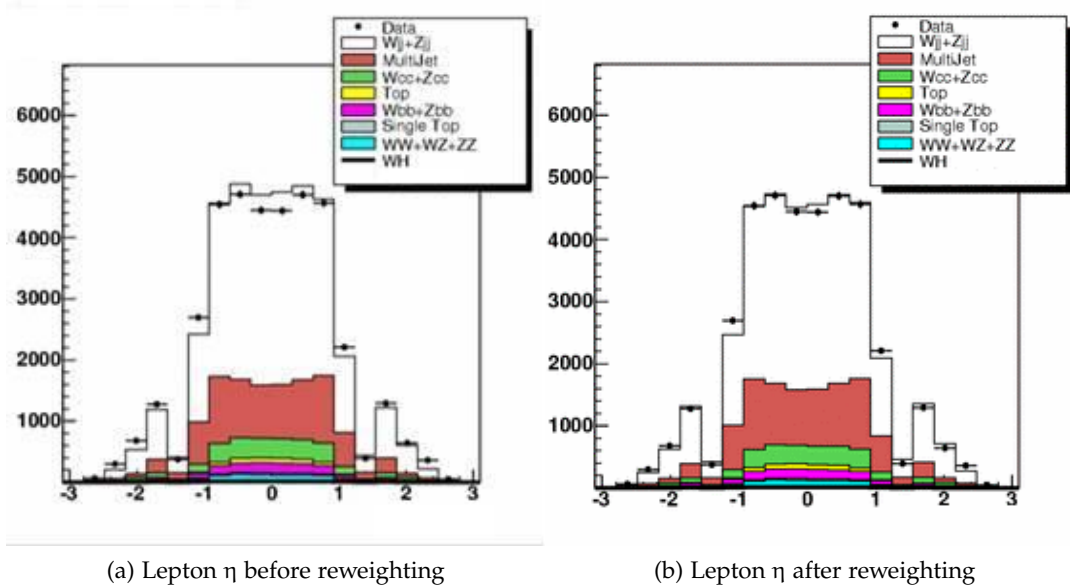 Data
Wjj+Zjj
MultiJet
Wcc+Zcc
Top
Wbb+Zbb
Single Top
WW+WZ+ZZ
WH
6000
5000
4000
3000
2000
1000
-3 -2 -1 0 1 2 3
(a) Lepton η before reweighting
Data
Wjj+Zjj
MultiJet
Wcc+Zcc
Top
Wbb+Zbb
Single Top
WW+WZ+ZZ
WH
6000
5000
4000
3000
2000
1000
-3 -2 -1 0 1 2 3
(b) Lepton η after reweighting